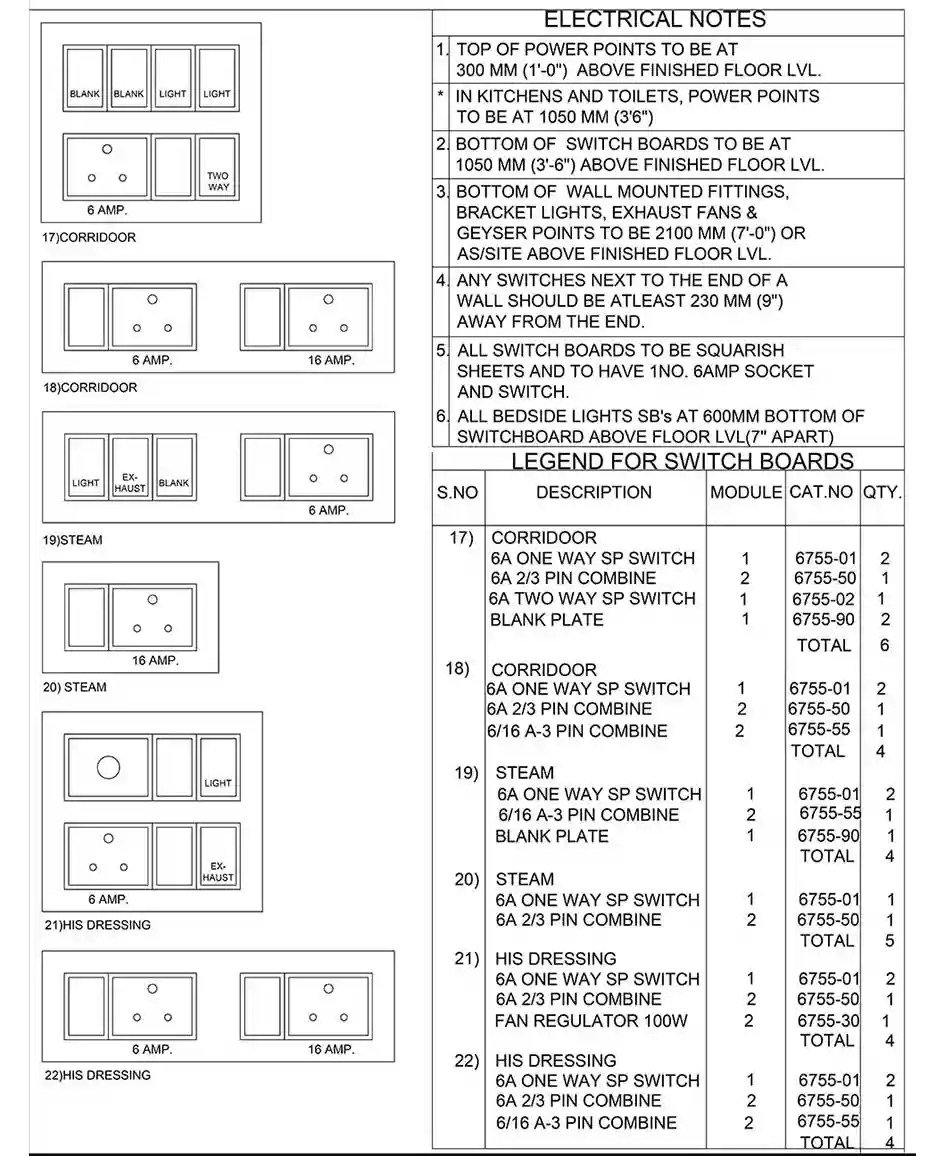 BLANK BLANK LIGHT LIGHT
TWO
WAY
6 AMP.
17)CORRIDOOR
6 AMP. 16 AMP.
18)CORRIDOOR
LIGHT EX-
HAUST BLANK
6 AMP.
19)STEAM
16 AMP.
20) STEAM
LIGHT
EX-
HAUST
6 AMP.
21)HIS DRESSING
6 AMP. 16 AMP.
22)HIS DRESSING
ELECTRICAL NOTES
1. TOP OF POWER POINTS TO BE AT
300 MM (1'-0") ABOVE FINISHED FLOOR LVL.
* IN KITCHENS AND TOILETS, POWER POINTS
TO BE AT 1050 MM (3'6")
2. BOTTOM OF SWITCH BOARDS TO BE AT
1050 MM (3'-6") ABOVE FINISHED FLOOR LVL.
3. BOTTOM OF WALL MOUNTED FITTINGS,
BRACKET LIGHTS, EXHAUST FANS &
GEYSER POINTS TO BE 2100 MM (7'-0") OR
AS/SITE ABOVE FINISHED FLOOR LVL.
4. ANY SWITCHES NEXT TO THE END OF A
WALL SHOULD BE ATLEAST 230 MM (9")
AWAY FROM THE END.
5. ALL SWITCH BOARDS TO BE SQUARISH
SHEETS AND TO HAVE 1NO. 6AMP SOCKET
AND SWITCH.
6. ALL BEDSIDE LIGHTS SB's AT 600MM BOTTOM OF
SWITCHBOARD ABOVE FLOOR LVL(7" APART)
LEGEND FOR SWITCH BOARDS
S.NO DESCRIPTION MODULE CAT.NO QTY.
17) CORRIDOOR
6A ONE WAY SP SWITCH 1 6755-01 2
6A 2/3 PIN COMBINE 2 6755-50 1
6A TWO WAY SP SWITCH 1 6755-02 1
BLANK PLATE 1 6755-90 2
TOTAL 6
18) CORRIDOOR
6A ONE WAY SP SWITCH 1 6755-01 2
6A 2/3 PIN COMBINE 2 6755-50 1
6/16 A-3 PIN COMBINE 2 6755-55 1
TOTAL 4
19) STEAM
6A ONE WAY SP SWITCH 1 6755-01 2
6/16 A-3 PIN COMBINE 2 6755-55 1
BLANK PLATE 1 6755-90 1
TOTAL 4
20) STEAM
6A ONE WAY SP SWITCH 1 6755-01 1
6A 2/3 PIN COMBINE 2 6755-50 1
TOTAL 5
21) HIS DRESSING
6A ONE WAY SP SWITCH 1 6755-01 2
6A 2/3 PIN COMBINE 2 6755-50 1
FAN REGULATOR 100W 2 6755-30 1
TOTAL 4
22) HIS DRESSING
6A ONE WAY SP SWITCH 1 6755-01 2
6A 2/3 PIN COMBINE 2 6755-50 1
6/16 A-3 PIN COMBINE 2 6755-55 1
TOTAL 4